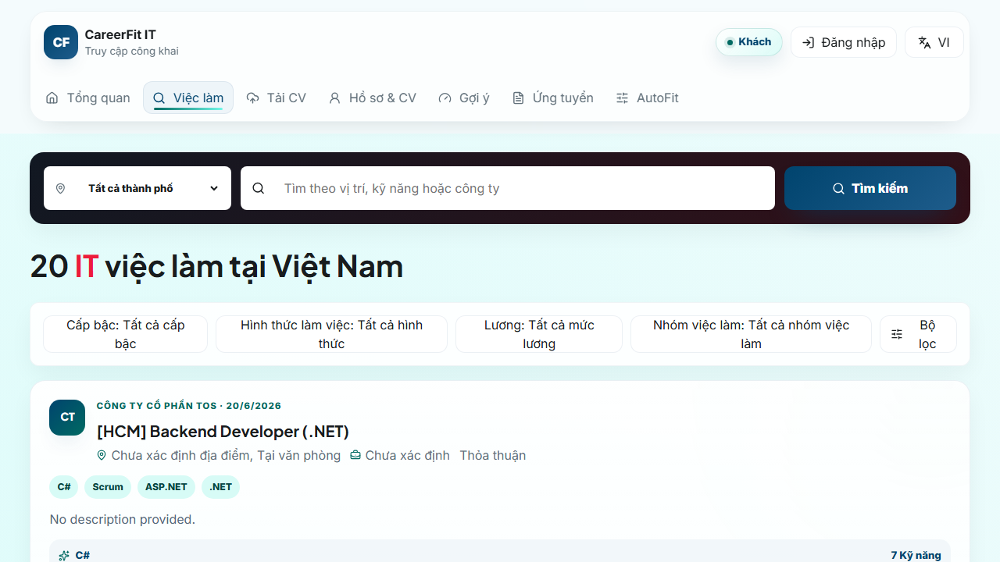 CF
CareerFit IT
Truy cập công khai
Khách
Đăng nhập
VI
Tổng quan
Việc làm
Tải CV
Hồ sơ & CV
Gợi ý
Ứng tuyển
AutoFit
Tất cả thành phố
Tìm theo vị trí, kỹ năng hoặc công ty
Tìm kiếm
20 IT việc làm tại Việt Nam
Cấp bậc: Tất cả cấp
bậc
Hình thức làm việc: Tất cả hình
thức
Lương: Tất cả mức
lương
Nhóm việc làm: Tất cả nhóm việc
làm
Bộ
lọc
CT
CÔNG TY CỔ PHẦN TOS · 20/6/2026
[HCM] Backend Developer (.NET)
Chưa xác định địa điểm, Tại văn phòng
Chưa xác định
Thỏa thuận
C#
Scrum
ASP.NET
.NET
No description provided.
C#
7 Kỹ năng